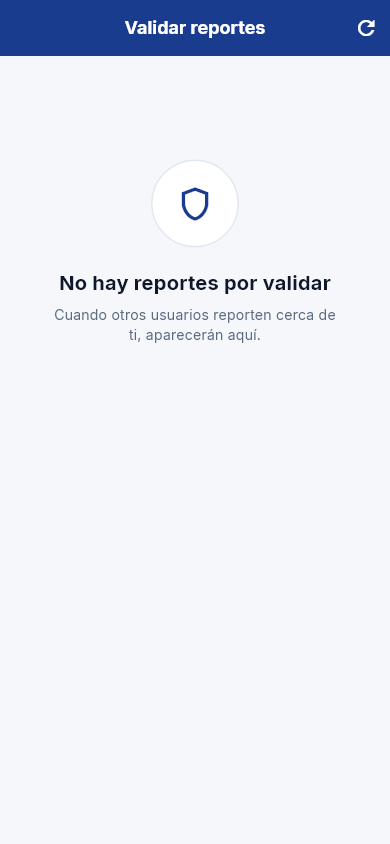 Validar reportes
No hay reportes por validar
Cuando otros usuarios reporten cerca de
ti, aparecerán aquí.